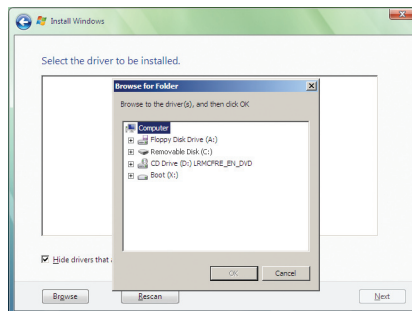 Install Windows
Select the driver to be installed.
Browse for Folder
Browse to the driver(s), and then click OK
Computer
Floppy Disk Drive (A:)
Removable Disk (C:)
CD Drive (D:) LRMCFRE_EN_DVD
Boot (X:)
Hide drivers that
OK
Cancel
Browse
Rescan
Next